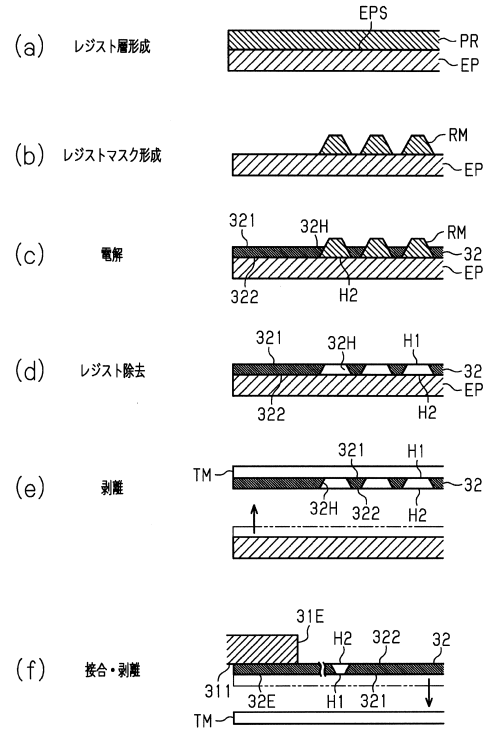 (a) レジスト層形成
EPS
PR
EP
(b) レジストマスク形成
RM
EP
(c) 電解
321
32H
RM
32
EP
322
H2
(d) レジスト除去
321
32H
H1
32
EP
322
H2
(e) 剥離
TM
321
H1
32
32H
322
H2
(f) 接合・剥離
31E
H2
322
32
311
32E
H1
321
TM